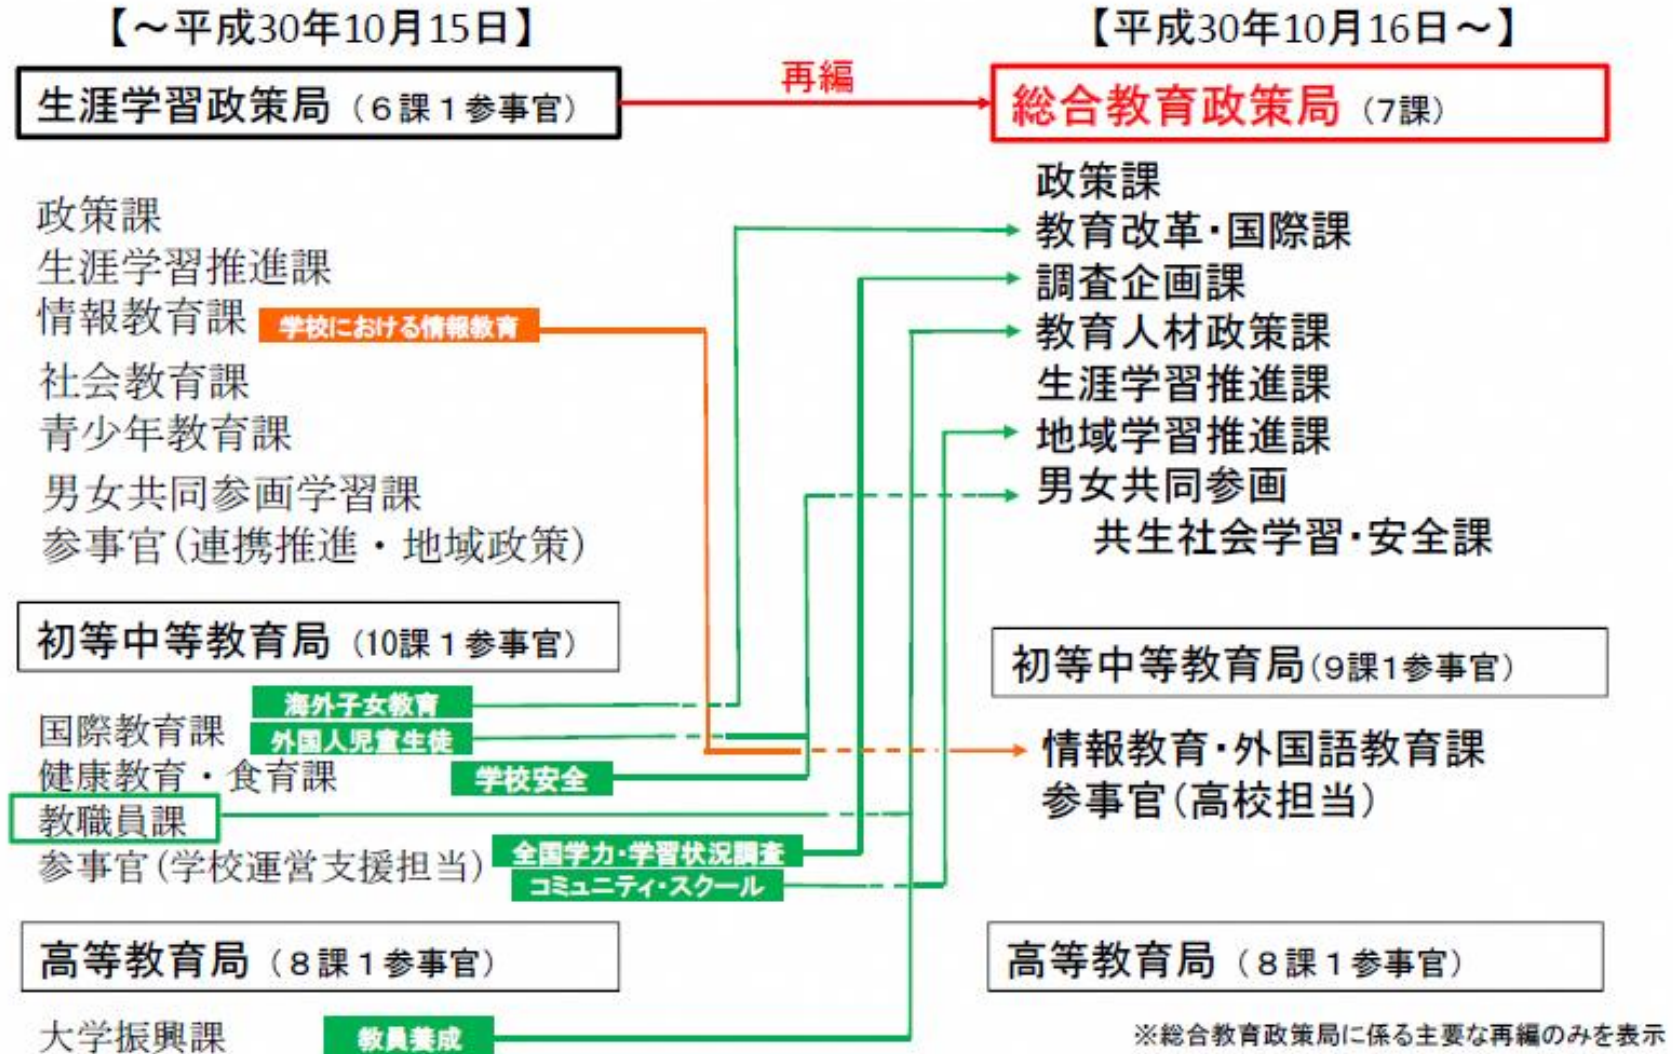 【～平成30年10月15日】
生涯学習政策局（６課１参事官）
政策課
生涯学習推進課
情報教育課 学校における情報教育
社会教育課
青少年教育課
男女共同参画学習課
参事官（連携推進・地域政策）
初等中等教育局（10課１参事官）
海外子女教育
国際教育課 外国人児童生徒
健康教育・食育課 学校安全
教職員課
参事官（学校運営支援担当） 全国学力・学習状況調査
コミュニティ・スクール
高等教育局（８課１参事官）
大学振興課 教員養成
再編
【平成30年10月16日～】
総合教育政策局（7課）
政策課
教育改革・国際課
調査企画課
教育人材政策課
生涯学習推進課
地域学習推進課
男女共同参画
共生社会学習・安全課
初等中等教育局（9課1参事官）
情報教育・外国語教育課
参事官（高校担当）
高等教育局（８課１参事官）
※総合教育政策局に係る主要な再編のみを表示